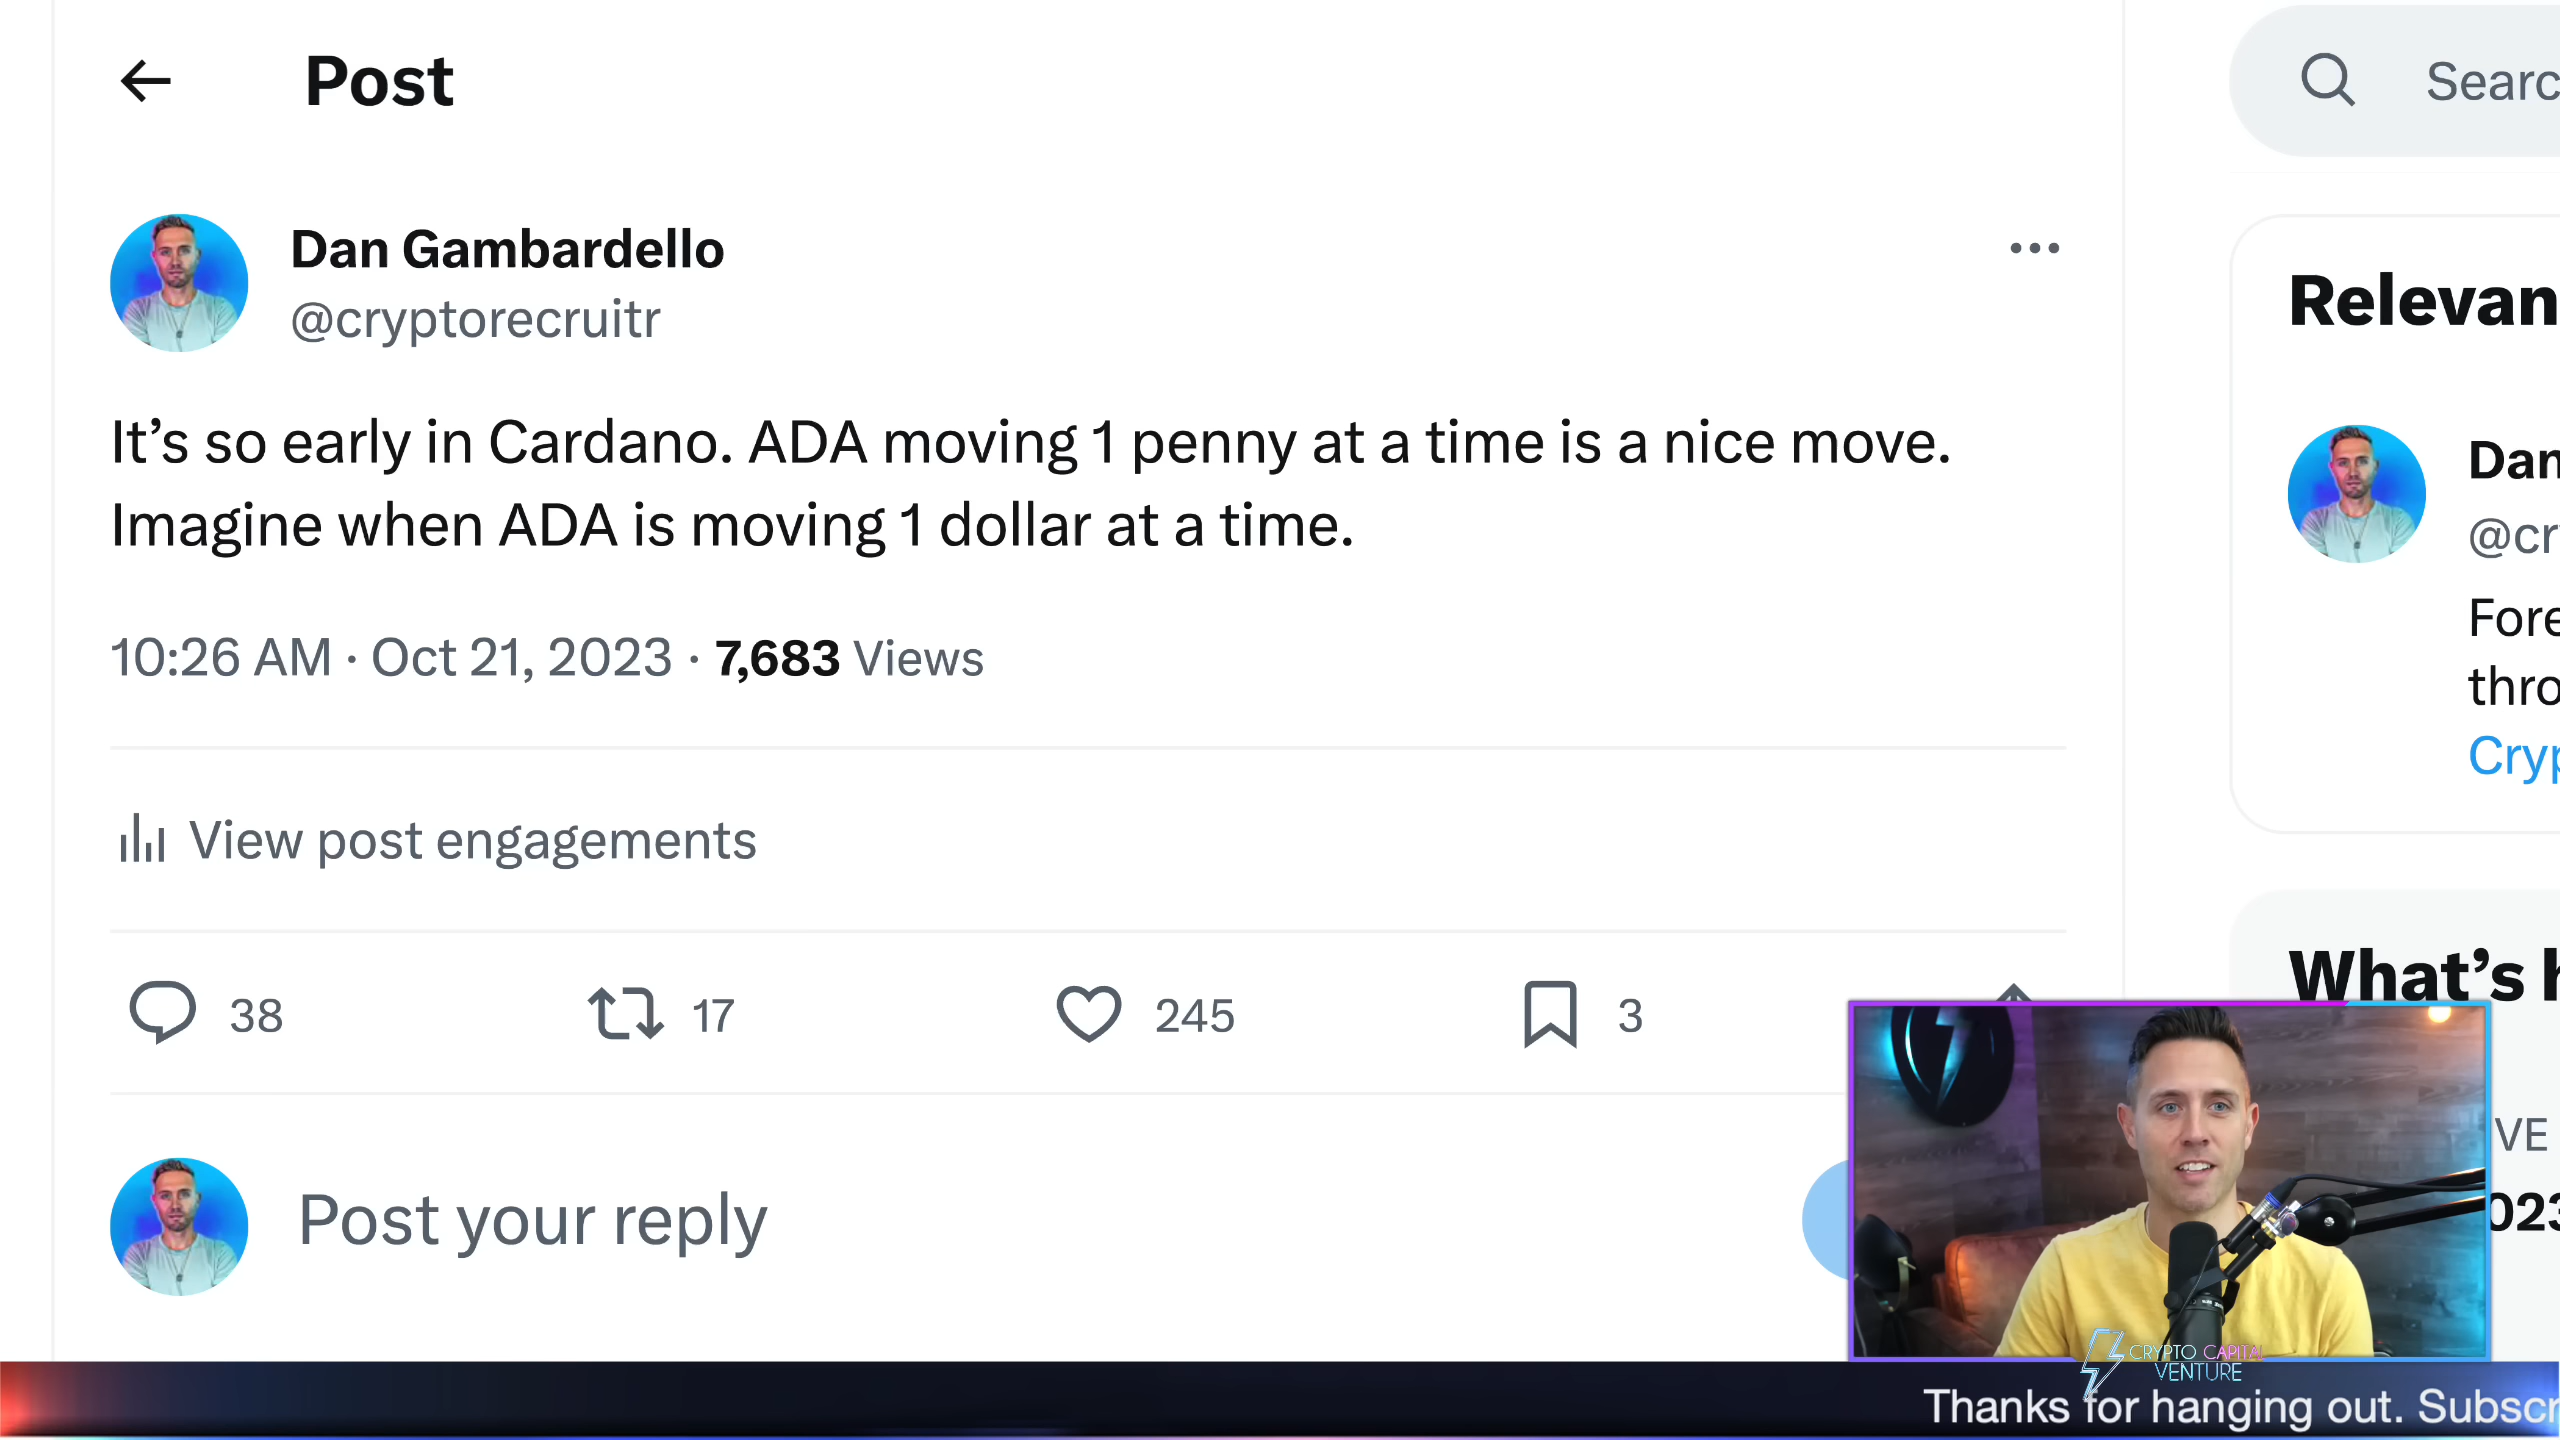 Post
Searc
Dan Gambardello
@cryptorecruitr
It’s so early in Cardano. ADA moving 1 penny at a time is a nice move.
Imagine when ADA is moving 1 dollar at a time.
10:26 AM · Oct 21, 2023 · 7,683 Views
View post engagements
38 17 245 3
Post your reply
Relevan
Dan
@cr
Fore
thro
Cryp
What’s h
VE
023
CRYPTO CAPITAL
VENTURE
Thanks for hanging out. Subscr